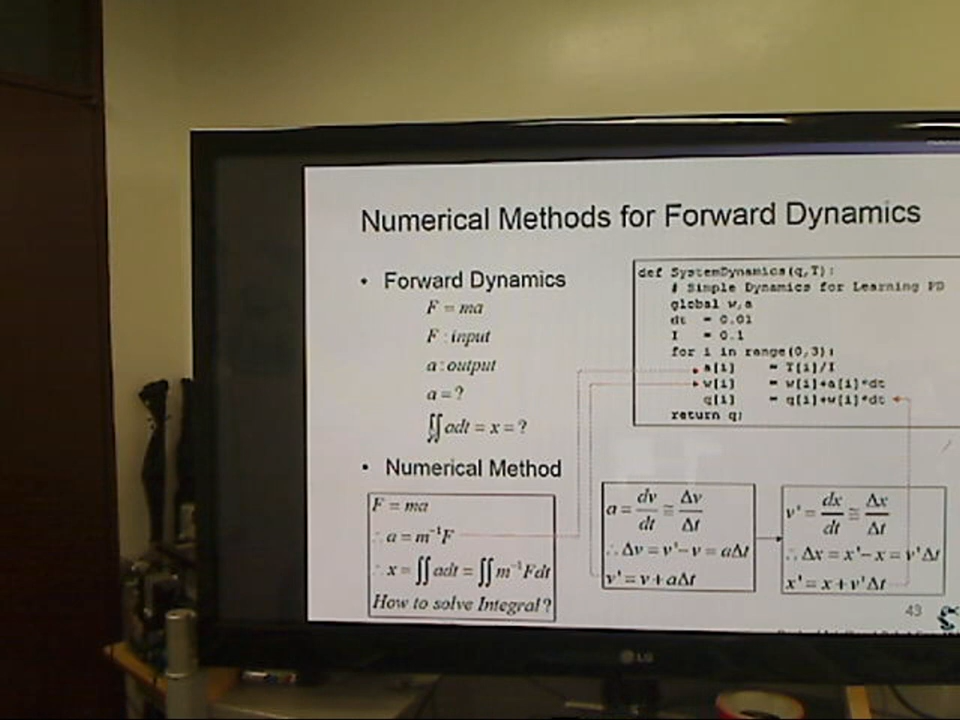 Numerical Methods for Forward Dynamics
• Forward Dynamics
F = ma
F : input
a : output
a = ?
∬ adt = x = ?
def SystemDynamics(q,T):
# Simple Dynamics for Learning PD
global w,a
dt = 0.01
I = 0.1
for i in range(0,3):
a[i] = T[i]/I
w[i] = w[i]+a[i]*dt
q[i] = q[i]+w[i]*dt
return q;
• Numerical Method
F = ma
∴ a = m⁻¹F
∴ x = ∬ adt = ∬ m⁻¹Fdt
How to solve Integral ?
a = dv/dt ≅ Δv/Δt
∴ Δv = v'− v = aΔt
v' = v + aΔt
v' = dx/dt ≅ Δx/Δt
∴ Δx = x'− x = v'Δt
x' = x + v'Δt
43
LG